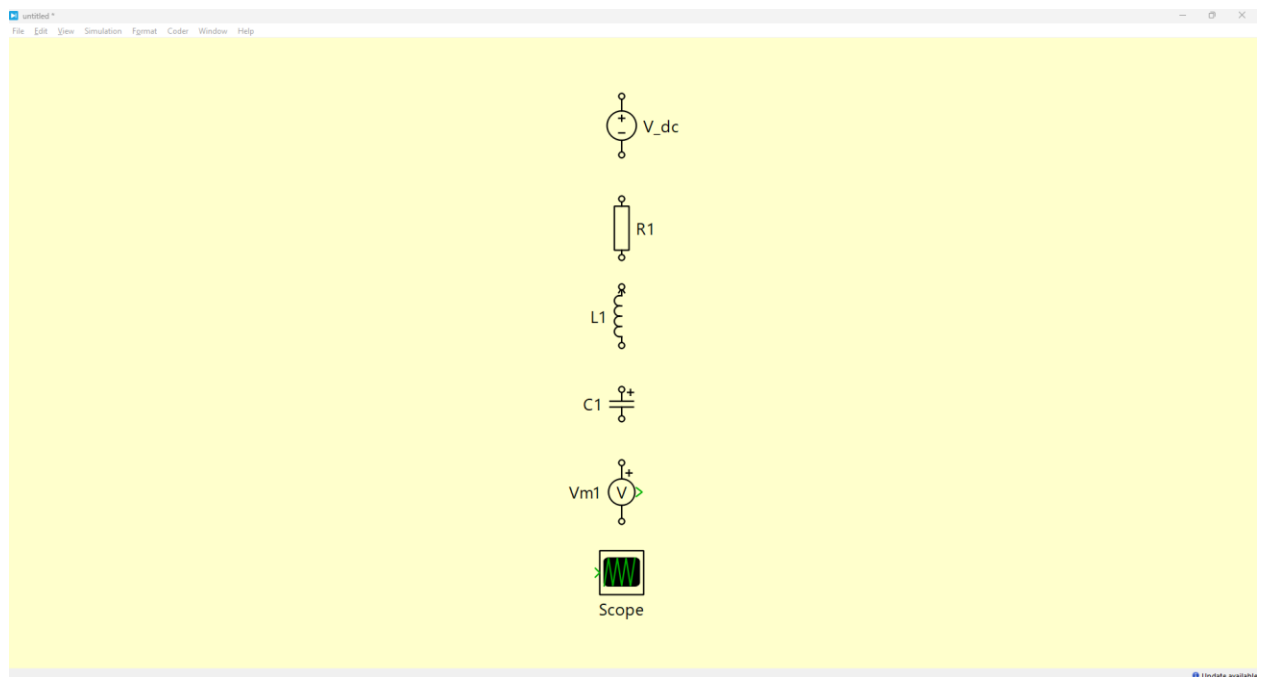 untitled *
File Edit View Simulation Format Coder Window Help
+
−
V_dc
R1
L1
C1 +
+
Vm1 V
Scope
Update available